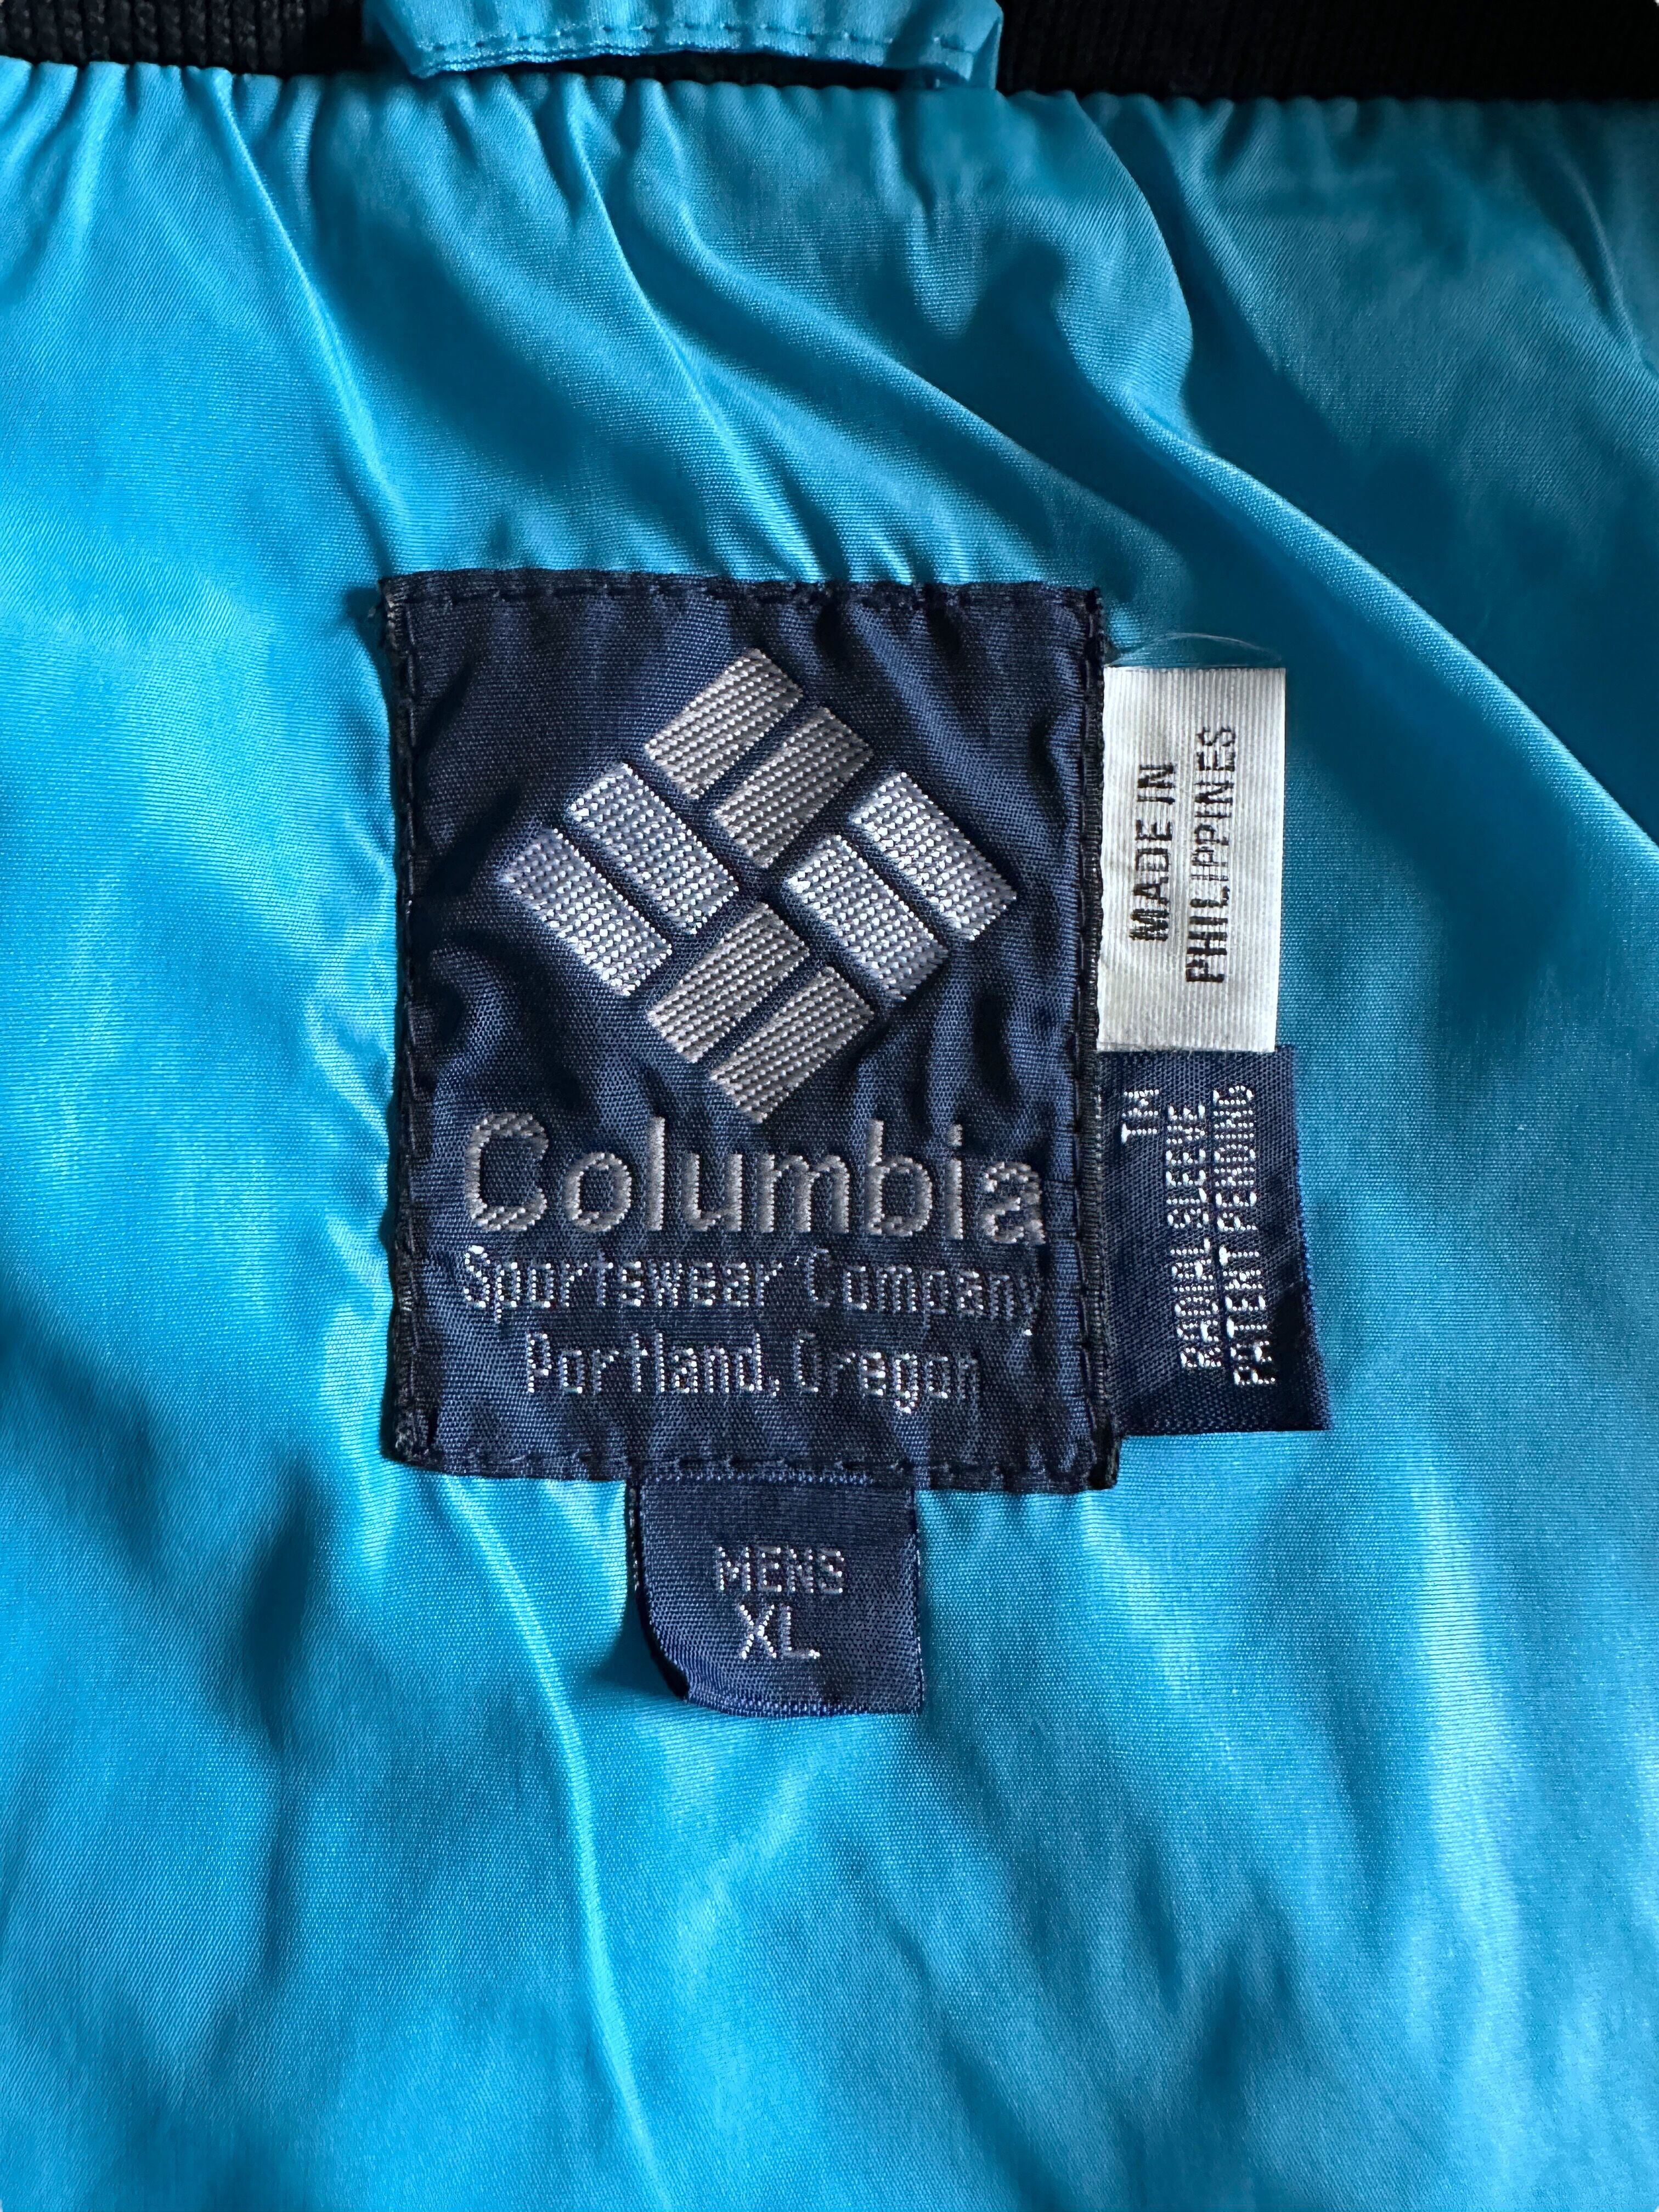 Columbia
Sportswear Company
Portland, Oregon
MENS
XL
MADE IN
PHILIPPINES
TM
RADIAL SLEEVE
PATENT PENDING